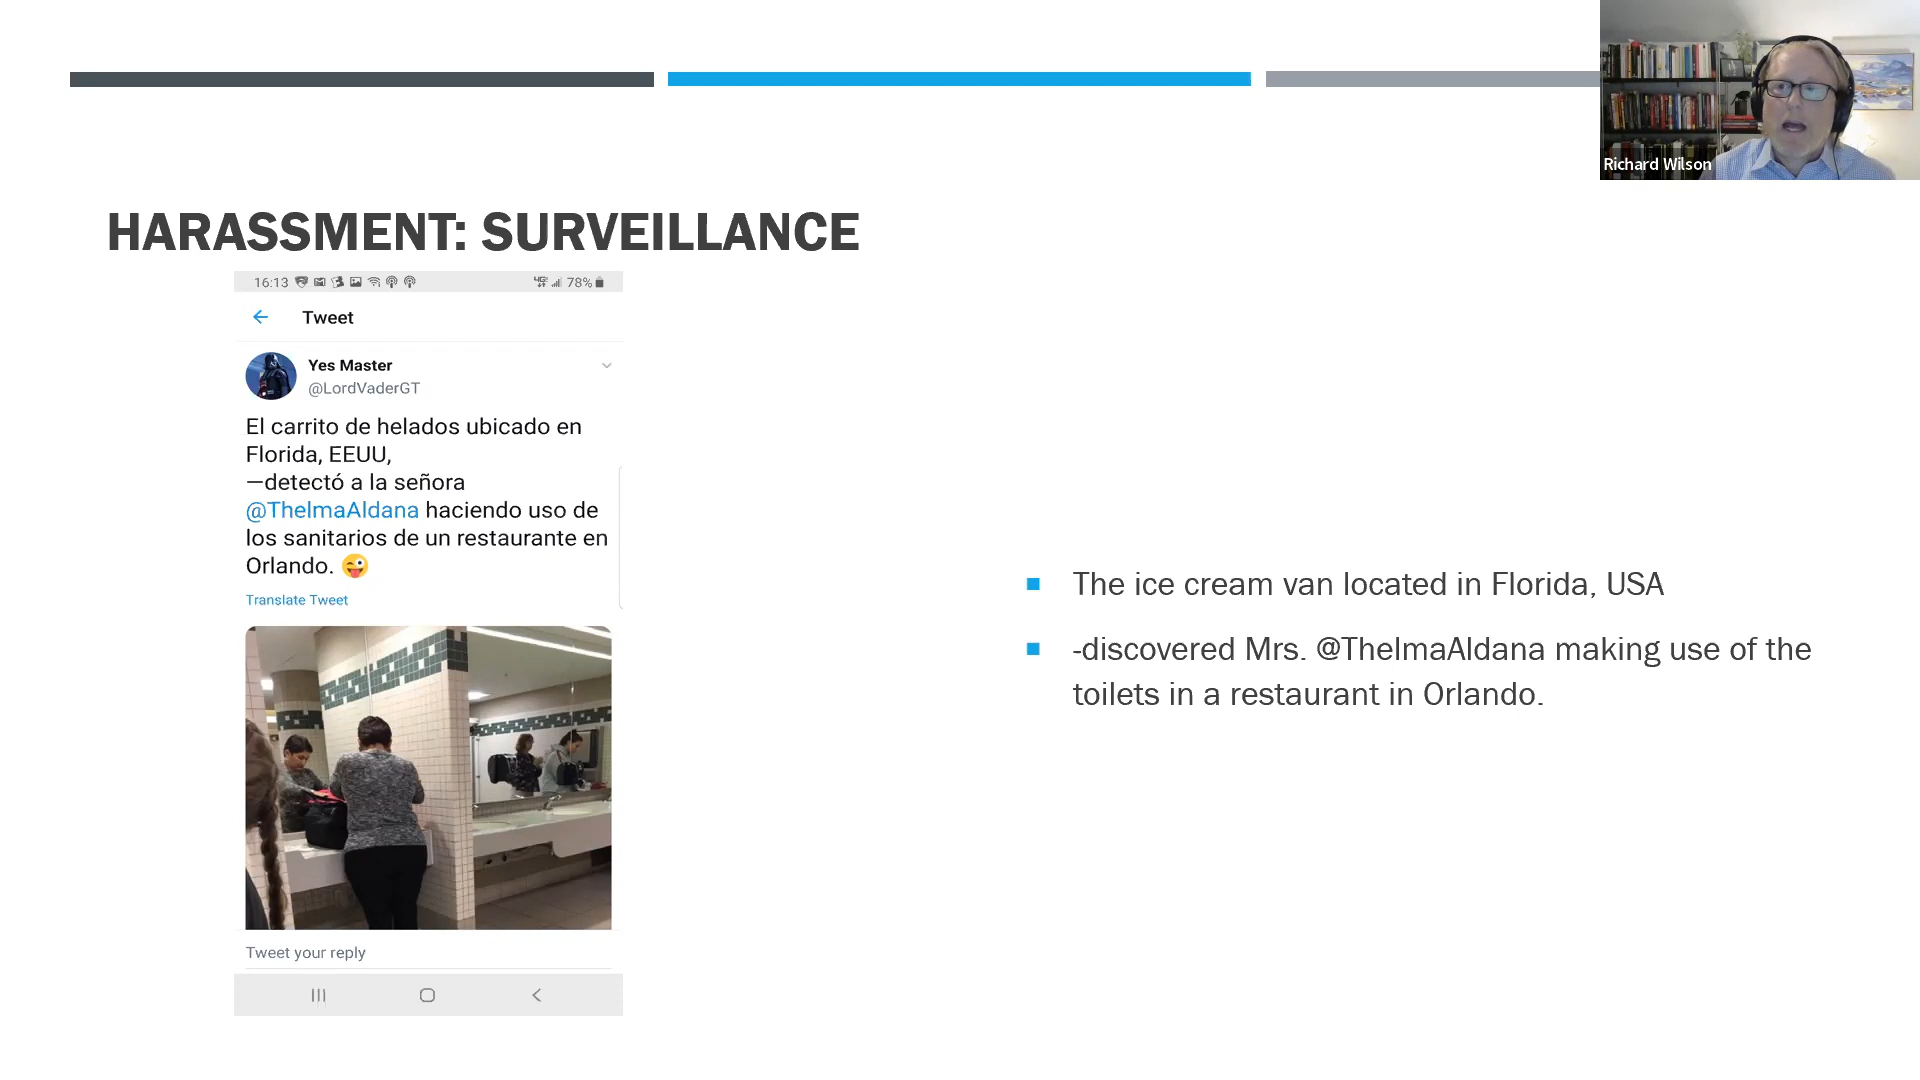 Richard Wilson
HARASSMENT: SURVEILLANCE
16:13
78%
Tweet
Yes Master
@LordVaderGT
El carrito de helados ubicado en
Florida, EEUU,
—detectó a la señora
@ThelmaAldana haciendo uso de
los sanitarios de un restaurante en
Orlando. 😜
Translate Tweet
Tweet your reply
The ice cream van located in Florida, USA
-discovered Mrs. @ThelmaAldana making use of the
toilets in a restaurant in Orlando.